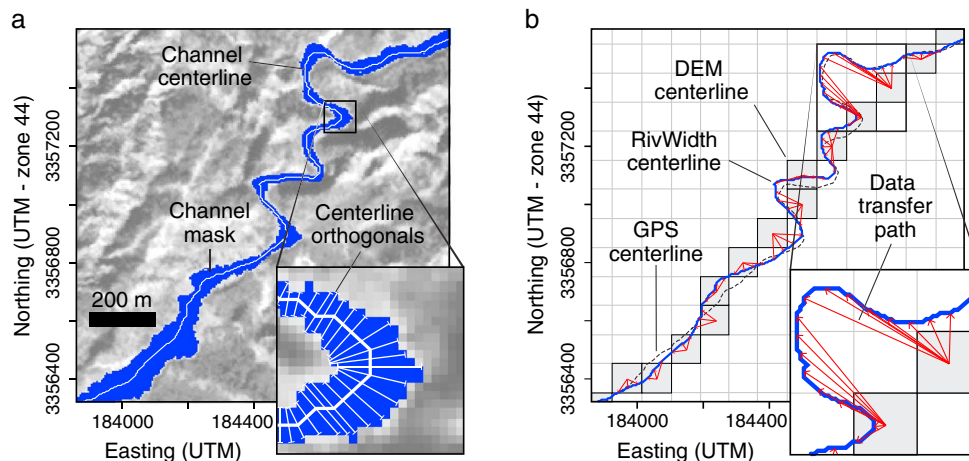 a
Channel
centerline
Channel
mask
Centerline
orthogonals
200 m
Northing (UTM - zone 44)
3357200
3356800
3356400
184000
184400
Easting (UTM)
b
DEM
centerline
RivWidth
centerline
GPS
centerline
Data
transfer
path
Northing (UTM - zone 44)
3357200
3356800
3356400
184000
184400
Easting (UTM)